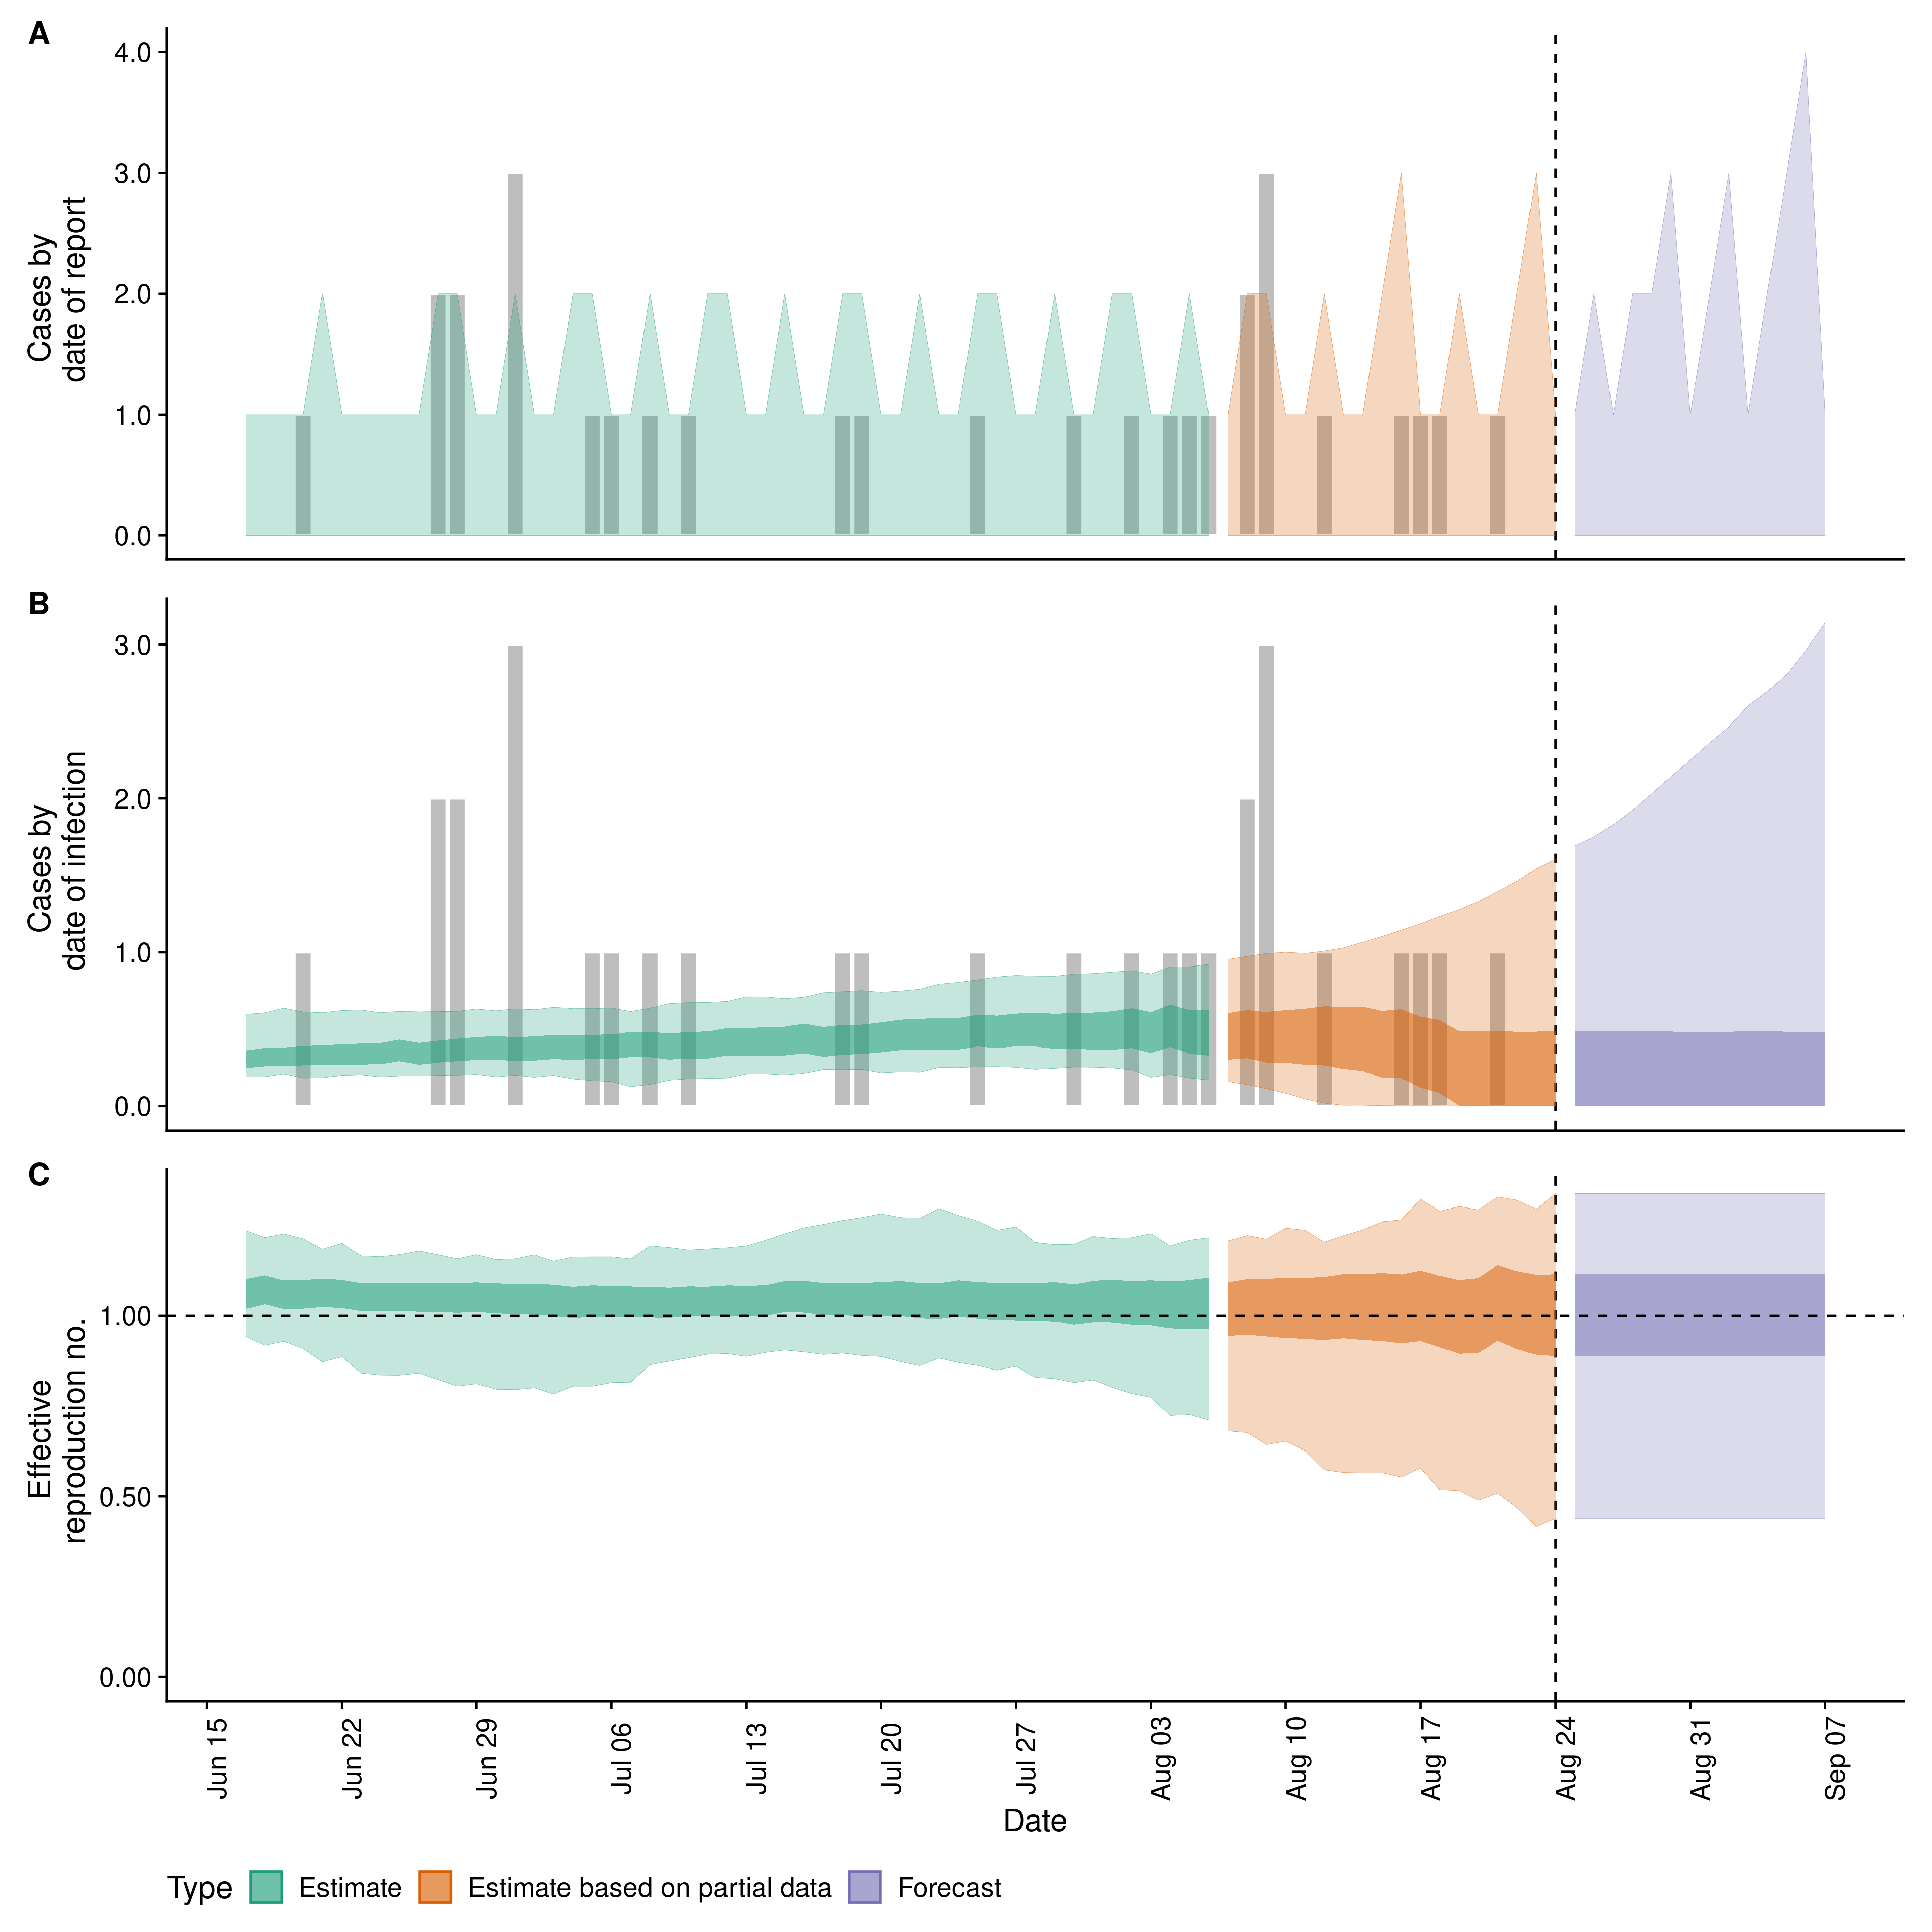 A
4.0
3.0
2.0
1.0
0.0
Cases by
date of report
B
3.0
2.0
1.0
0.0
Cases by
date of infection
C
1.00
0.50
0.00
Effective
reproduction no.
Jun 15
Jun 22
Jun 29
Jul 06
Jul 13
Jul 20
Jul 27
Aug 03
Aug 10
Aug 17
Aug 24
Aug 31
Sep 07
Date
Type Estimate Estimate based on partial data Forecast